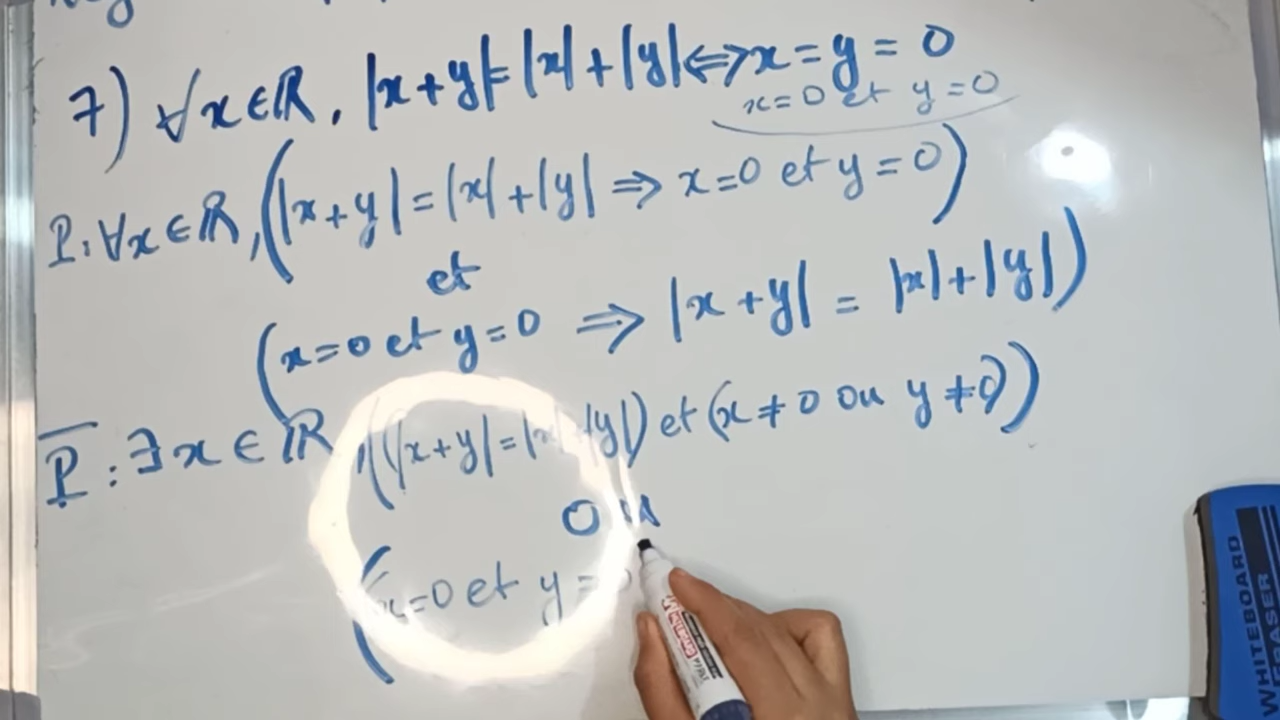 7) ∀x∈ℝ, |x+y|=|x|+|y|⇔x=y=0
x=0 et y=0
P: ∀x∈ℝ, (|x+y|=|x|+|y| ⇒ x=0 et y=0)
et
(x=0 et y=0 ⇒ |x+y| = |x|+|y|)
P̅ : ∃x∈ℝ, ((|x+y|=|x|+|y|) et (x≠0 ou y≠0))
ou
(x=0 et y=0
WHITEBOARD
ERASER